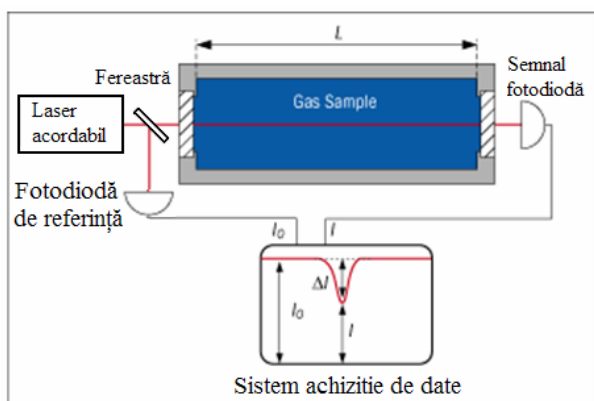 L
Fereastră
Semnal
fotodiodă
Laser
acordabil
Gas Sample
Fotodiodă
de referință
I₀
I
ΔI
I₀
I
Sistem achizitie de date